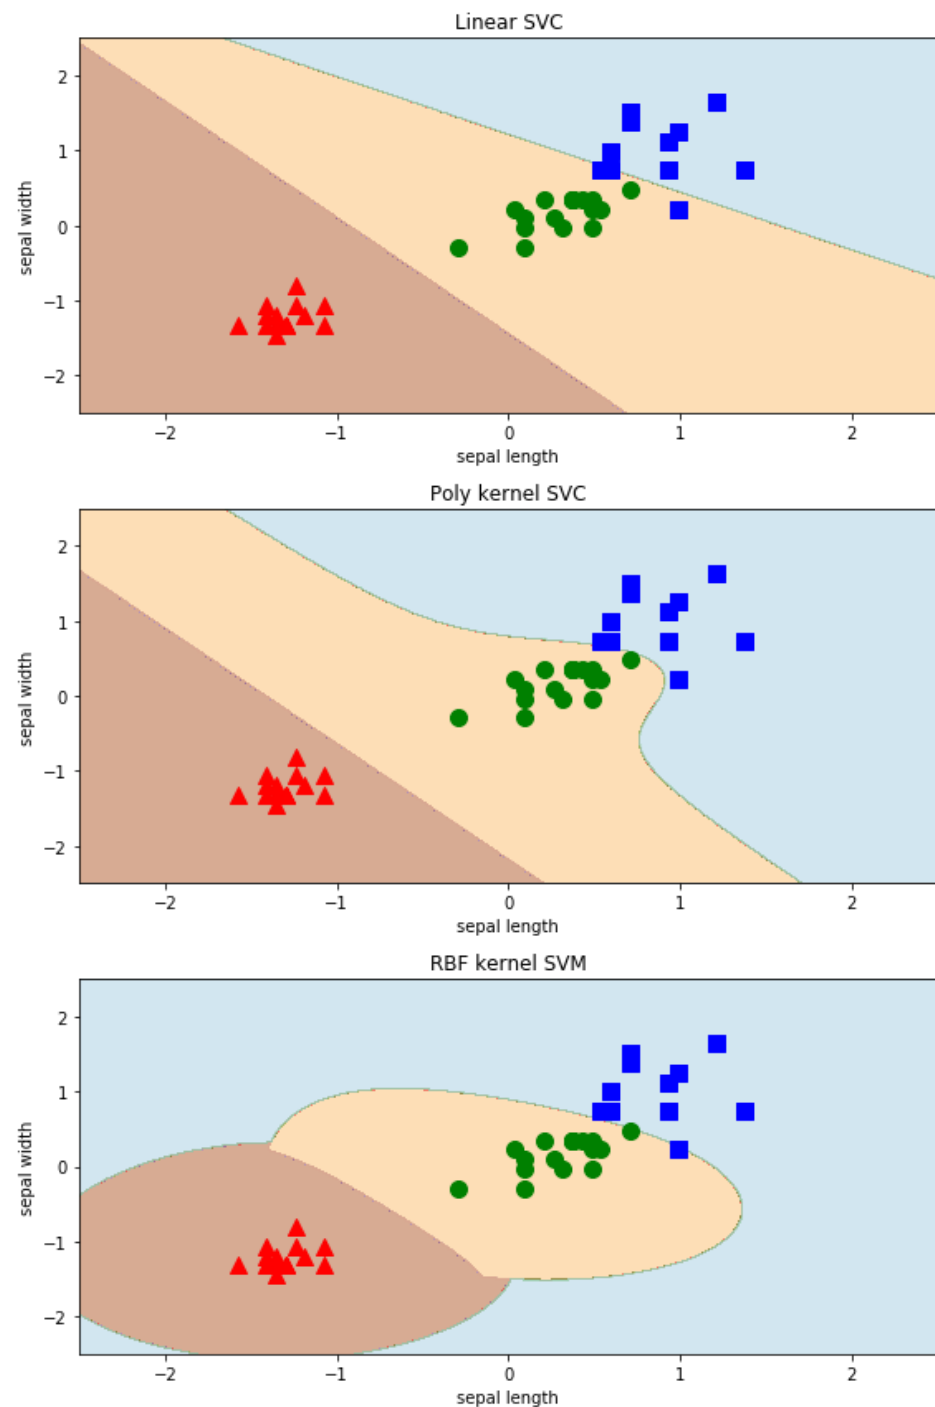 Linear SVC
2
1
0
−1
−2
sepal width
−2 −1 0 1 2
sepal length
Poly kernel SVC
2
1
0
−1
−2
sepal width
−2 −1 0 1 2
sepal length
RBF kernel SVM
2
1
0
−1
−2
sepal width
−2 −1 0 1 2
sepal length